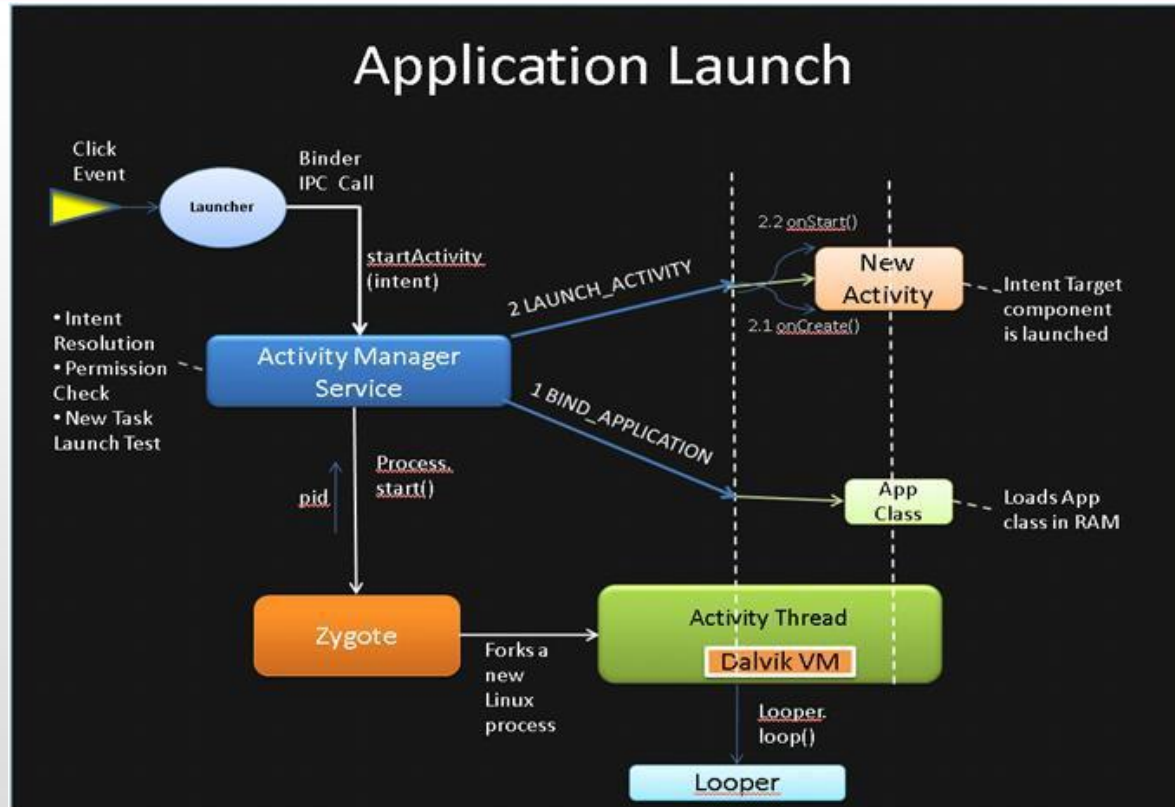 Application Launch
Click
Event
Binder
IPC Call
Launcher
startActivity
(intent)
2.2 onStart()
New
Activity
2 LAUNCH_ACTIVITY
2.1 onCreate()
Intent Target
component
is launched
• Intent
Resolution
• Permission
Check
• New Task
Launch Test
Activity Manager
Service
1 BIND_APPLICATION
Process.
start()
pid
App
Class
Loads App
class in RAM
Zygote
Forks a
new
Linux
process
Activity Thread
Dalvik VM
Looper.
loop()
Looper